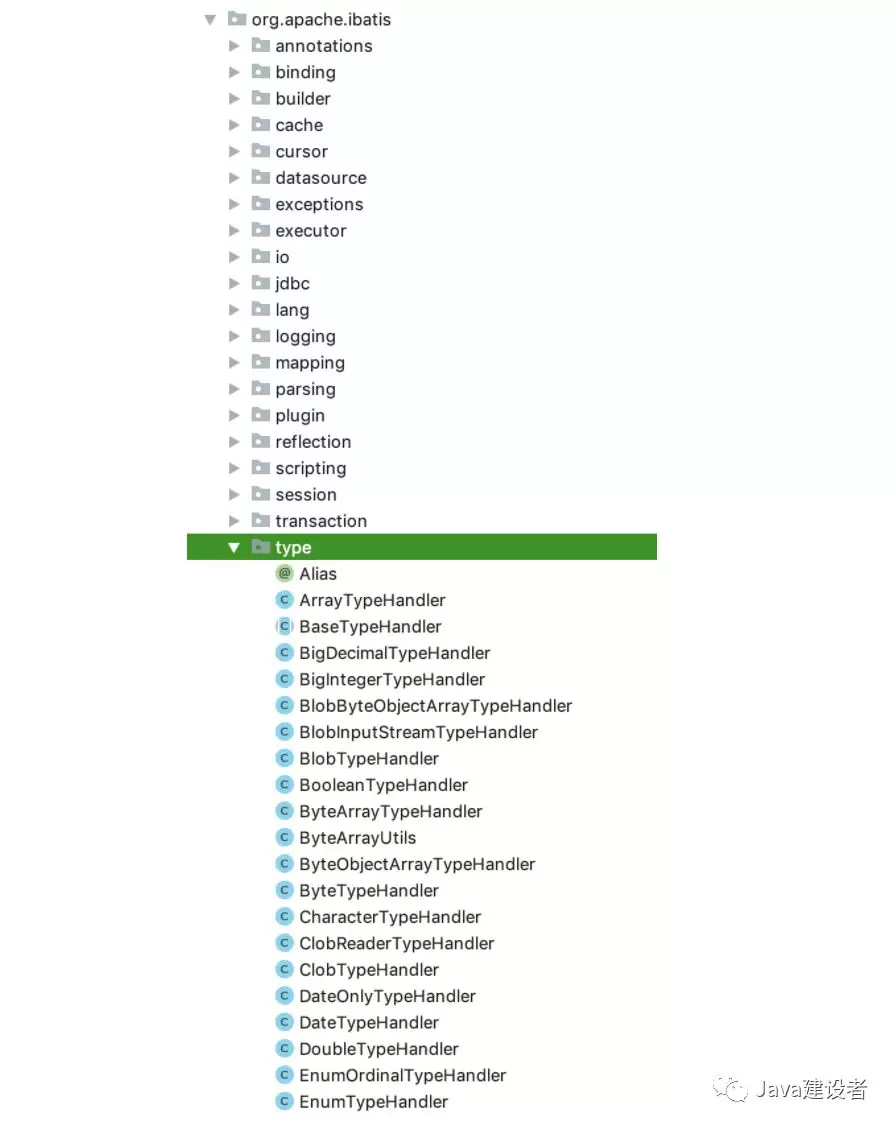 org.apache.ibatis
annotations
binding
builder
cache
cursor
datasource
exceptions
executor
io
jdbc
lang
logging
mapping
parsing
plugin
reflection
scripting
session
transaction
type
@ Alias
C ArrayTypeHandler
C BaseTypeHandler
C BigDecimalTypeHandler
C BigIntegerTypeHandler
C BlobByteObjectArrayTypeHandler
C BlobInputStreamTypeHandler
C BlobTypeHandler
C BooleanTypeHandler
C ByteArrayTypeHandler
C ByteArrayUtils
C ByteObjectArrayTypeHandler
C ByteTypeHandler
C CharacterTypeHandler
C ClobReaderTypeHandler
C ClobTypeHandler
C DateOnlyTypeHandler
C DateTypeHandler
C DoubleTypeHandler
C EnumOrdinalTypeHandler
C EnumTypeHandler
Java建设者